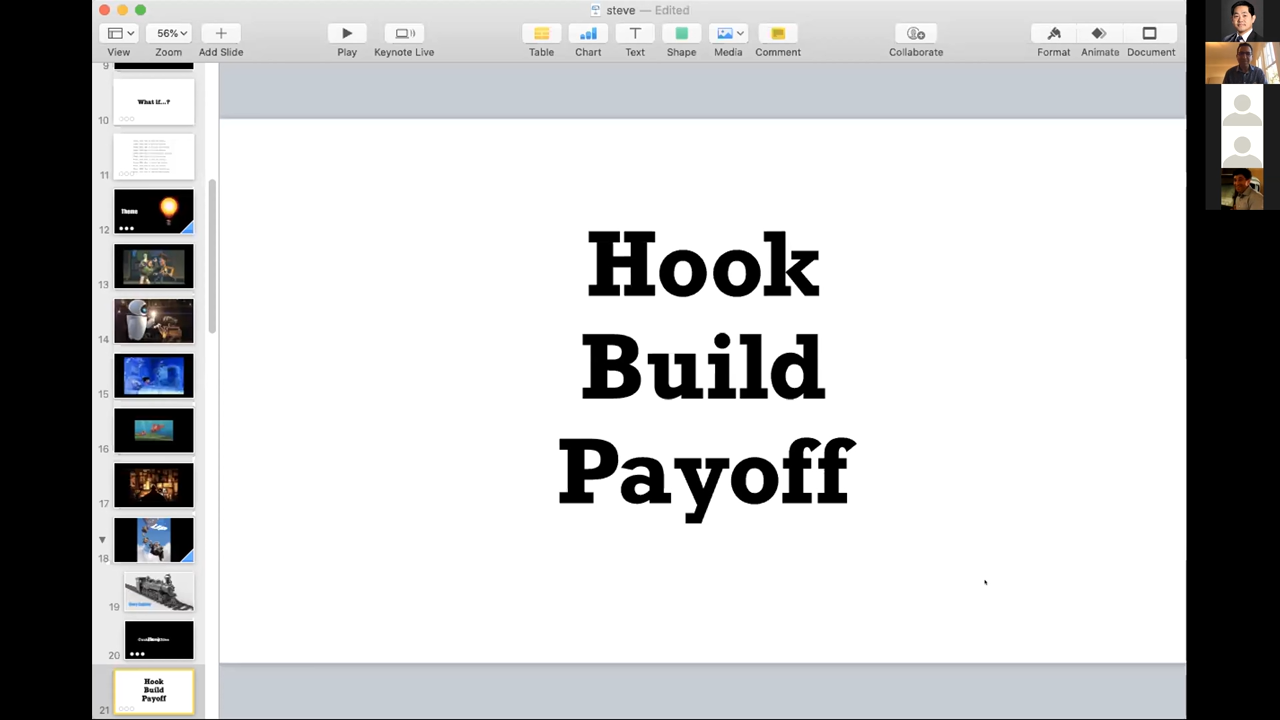 steve — Edited
View
56%
Zoom
Add Slide
Play
Keynote Live
Table
Chart
Text
Shape
Media
Comment
Collaborate
Format
Animate
Document
9
10
What if...?
11
12
Theme
13
14
15
16
17
18
19
20
21
Hook
Build
Payoff
Hook
Build
Payoff